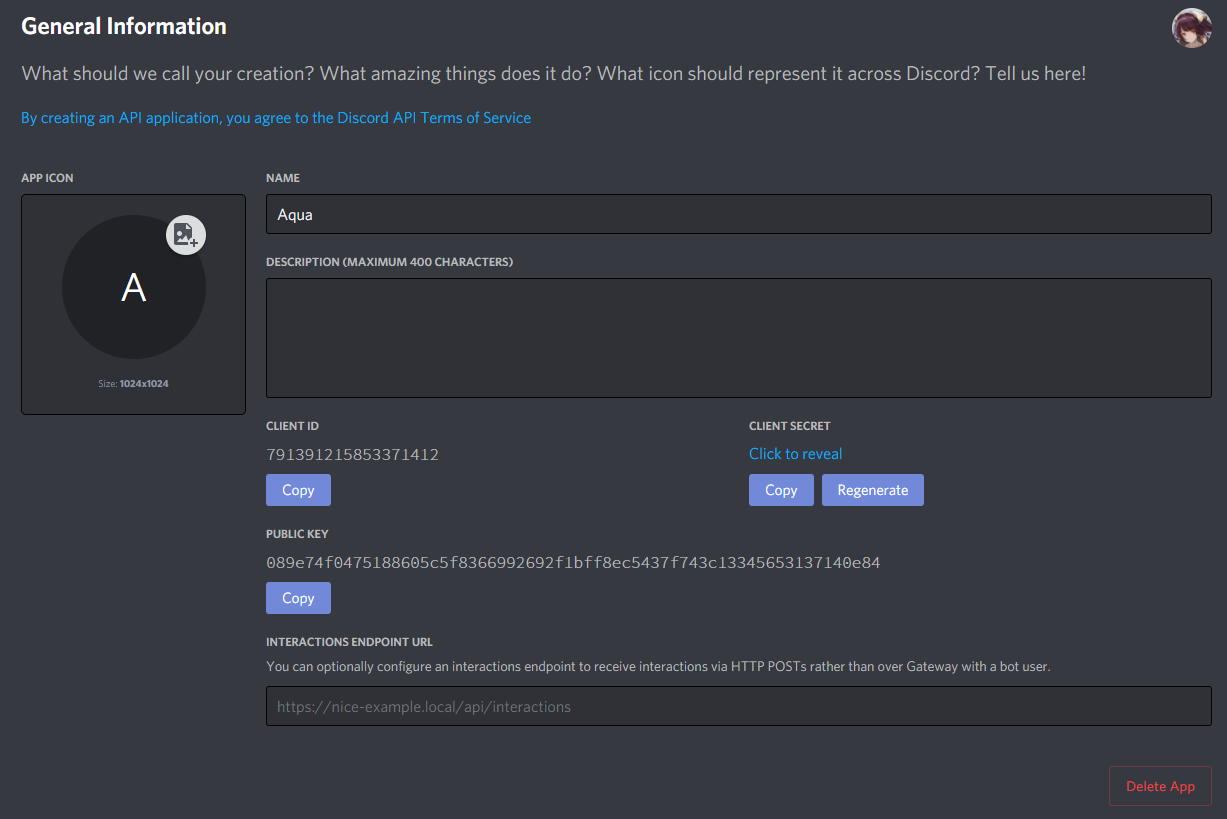 General Information
What should we call your creation? What amazing things does it do? What icon should represent it across Discord? Tell us here!
By creating an API application, you agree to the Discord API Terms of Service
APP ICON
A
Size: 1024x1024
NAME
Aqua
DESCRIPTION (MAXIMUM 400 CHARACTERS)
CLIENT ID
791391215853371412
Copy
CLIENT SECRET
Click to reveal
Copy Regenerate
PUBLIC KEY
089e74f0475188605c5f8366992692f1bff8ec5437f743c13345653137140e84
Copy
INTERACTIONS ENDPOINT URL
You can optionally configure an interactions endpoint to receive interactions via HTTP POSTs rather than over Gateway with a bot user.
https://nice-example.local/api/interactions
Delete App